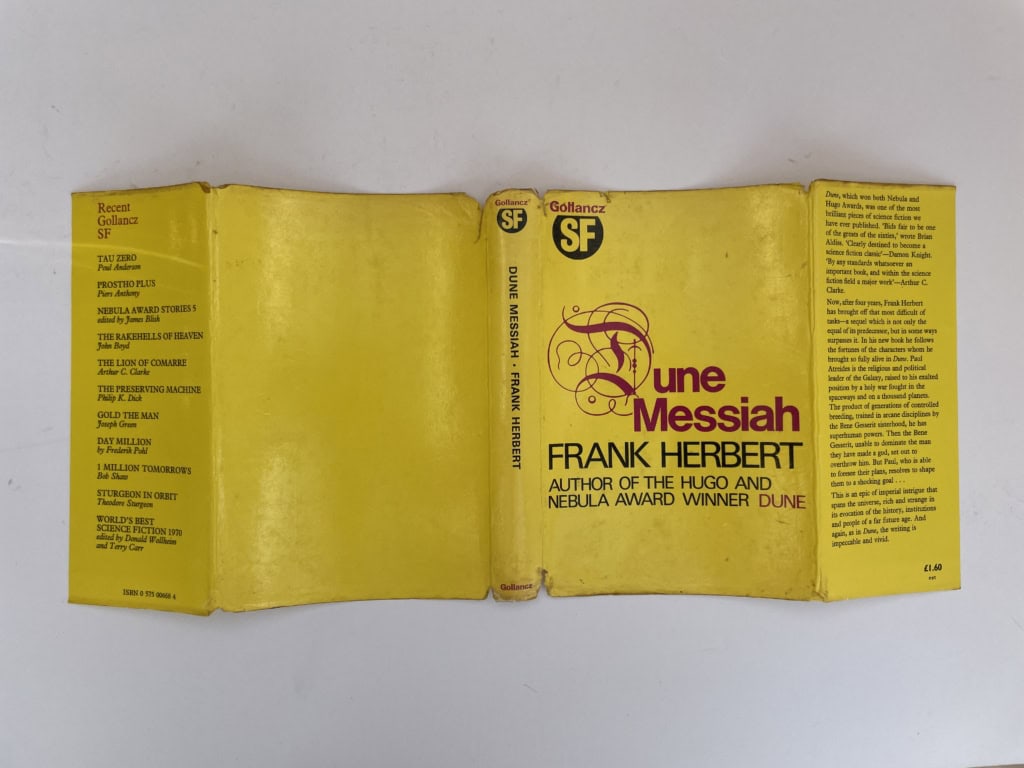 Recent
Gollancz
SF
TAU ZERO
Poul Anderson
PROSTHO PLUS
Piers Anthony
NEBULA AWARD STORIES 5
edited by James Blish
THE RAKEHELLS OF HEAVEN
John Boyd
THE LION OF COMARRE
Arthur C. Clarke
THE PRESERVING MACHINE
Philip K. Dick
GOLD THE MAN
Joseph Green
DAY MILLION
by Frederik Pohl
1 MILLION TOMORROWS
Bob Shaw
STURGEON IN ORBIT
Theodore Sturgeon
WORLD'S BEST
SCIENCE FICTION 1970
edited by Donald Wollheim
and Terry Carr
ISBN 0 575 00668 4
Gollancz
SF
DUNE MESSIAH · FRANK HERBERT
Gollancz
Gollancz
SF
Dune
Messiah
FRANK HERBERT
AUTHOR OF THE HUGO AND
NEBULA AWARD WINNER DUNE
Dune, which won both Nebula and
Hugo Awards, was one of the most
brilliant pieces of science fiction we
have ever published. 'Bids fair to be one
of the greats of the sixties,' wrote Brian
Aldiss. 'Clearly destined to become a
science fiction classic'—Damon Knight.
'By any standards whatsoever an
important book, and within the science
fiction field a major work'—Arthur C.
Clarke.
Now, after four years, Frank Herbert
has brought off that most difficult of
tasks—a sequel which is not only the
equal of its predecessor, but in some ways
surpasses it. In his new book he follows
the fortunes of the characters whom he
brought so fully alive in Dune. Paul
Atreides is the religious and political
leader of the Galaxy, raised to his exalted
position by a holy war fought in the
spaceways and on a thousand planets.
The product of generations of controlled
breeding, trained in arcane disciplines by
the Bene Gesserit sisterhood, he has
superhuman powers. Then the Bene
Gesserit, unable to dominate the man
they have made a god, set out to
overthrow him. But Paul, who is able
to foresee their plans, resolves to shape
them to a shocking goal . . .
This is an epic of imperial intrigue that
spans the universe, rich and strange in
its evocation of the history, institutions
and people of a far future age. And
again, as in Dune, the writing is
impeccable and vivid.
£1.60
net